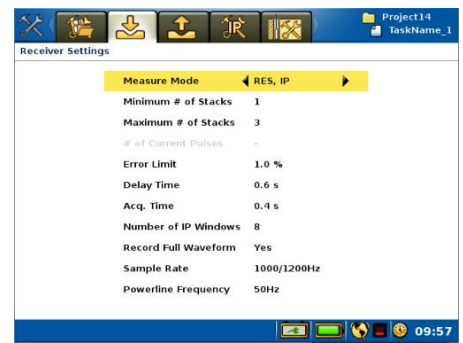 Project14
TaskName_1
Receiver Settings
Measure Mode RES, IP
Minimum # of Stacks 1
Maximum # of Stacks 3
# of Current Pulses -
Error Limit 1.0 %
Delay Time 0.6 s
Acq. Time 0.4 s
Number of IP Windows 8
Record Full Waveform Yes
Sample Rate 1000/1200Hz
Powerline Frequency 50Hz
09:57